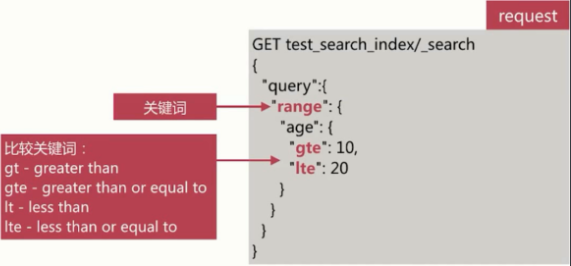 request
GET test_search_index/_search
{
"query":{
"range": {
"age": {
"gte": 10,
"lte": 20
}
}
}
}
关键词
比较关键词：
gt - greater than
gte - greater than or equal to
lt - less than
lte - less than or equal to